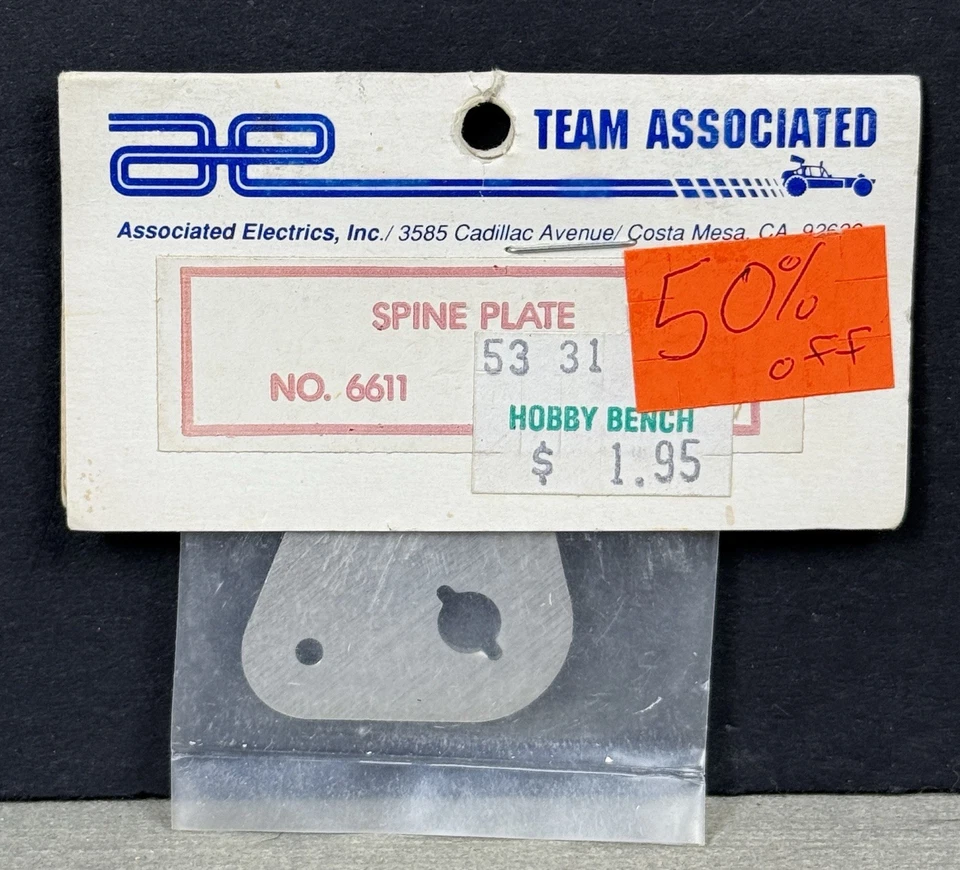 ae TEAM ASSOCIATED
Associated Electrics, Inc./ 3585 Cadillac Avenue/ Costa Mesa, CA
50%
off
SPINE PLATE
53 31
NO. 6611
HOBBY BENCH
$ 1.95